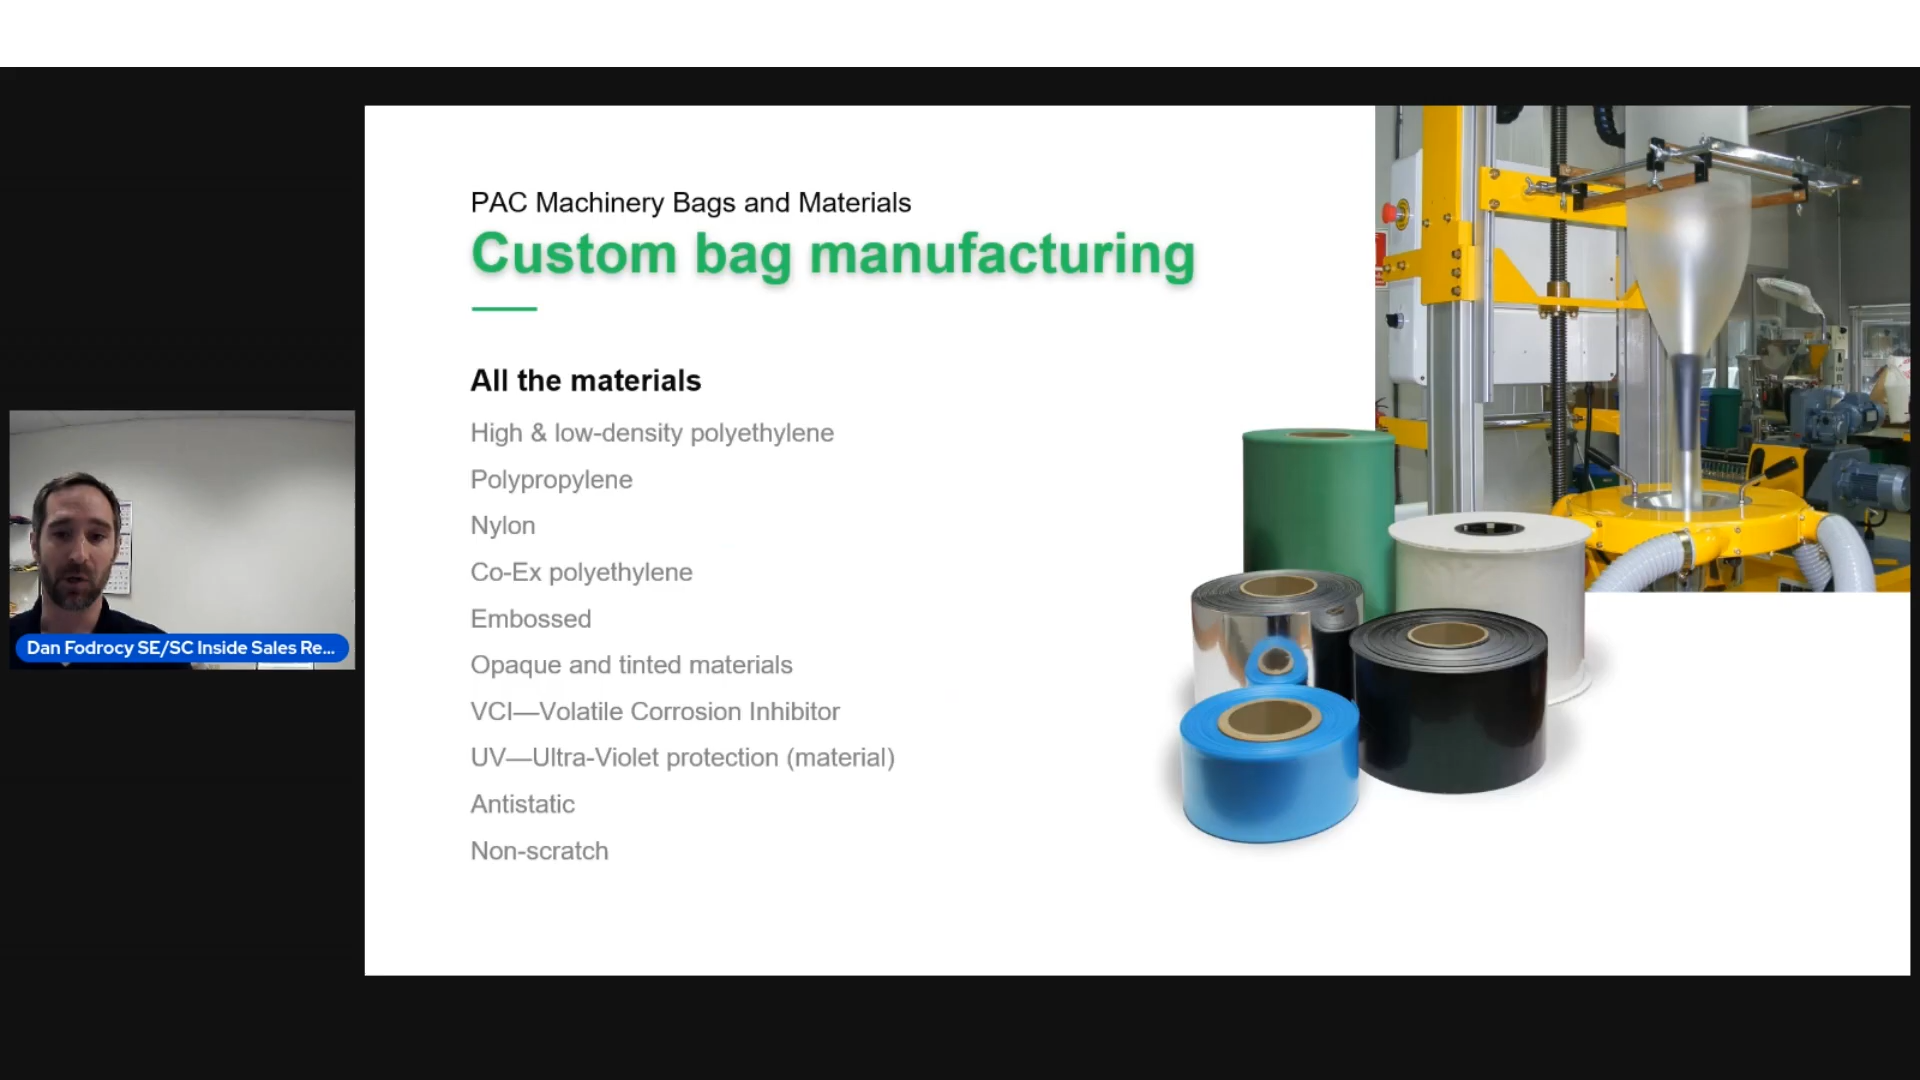 PAC Machinery Bags and Materials
Custom bag manufacturing
All the materials
High & low-density polyethylene
Polypropylene
Nylon
Co-Ex polyethylene
Embossed
Opaque and tinted materials
VCI—Volatile Corrosion Inhibitor
UV—Ultra-Violet protection (material)
Antistatic
Non-scratch
Dan Fodrocy SE/SC Inside Sales Re...